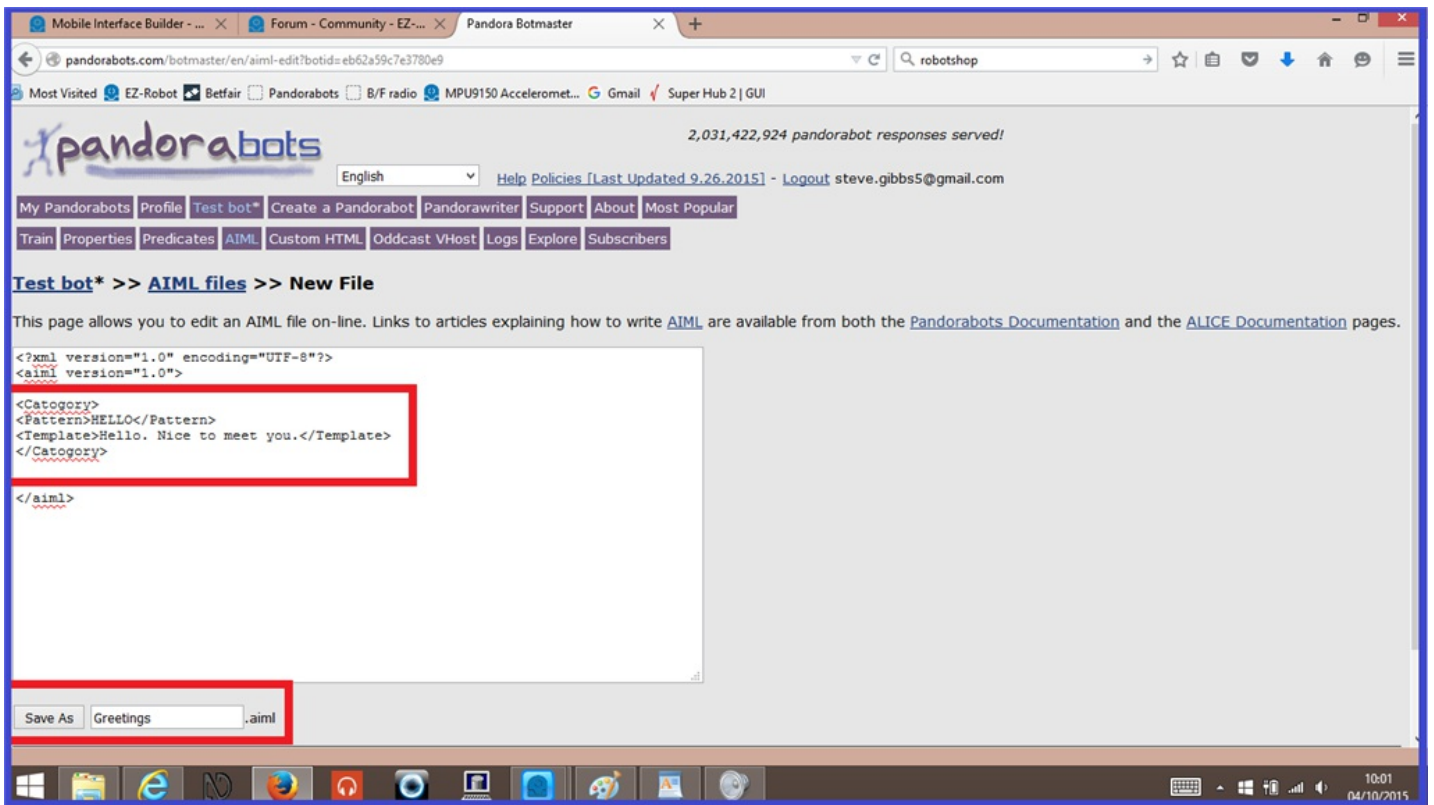 Mobile Interface Builder - ...
Forum - Community - EZ-...
Pandora Botmaster
pandorabots.com/botmaster/en/aiml-edit?botid=eb62a59c7e3780e9
robotshop
Most Visited EZ-Robot Betfair Pandorabots B/F radio MPU9150 Acceleromet... Gmail Super Hub 2 | GUI
pandorabots
2,031,422,924 pandorabot responses served!
English
Help Policies [Last Updated 9.26.2015] - Logout steve.gibbs5@gmail.com
My Pandorabots Profile Test bot* Create a Pandorabot Pandorawriter Support About Most Popular
Train Properties Predicates AIML Custom HTML Oddcast VHost Logs Explore Subscribers
Test bot* >> AIML files >> New File
This page allows you to edit an AIML file on-line. Links to articles explaining how to write AIML are available from both the Pandorabots Documentation and the ALICE Documentation pages.
<?xml version="1.0" encoding="UTF-8"?>
<aiml version="1.0">
<Catogory>
<Pattern>HELLO</Pattern>
<Template>Hello. Nice to meet you.</Template>
</Catogory>
</aiml>
Save As Greetings .aiml
10:01
04/10/2015